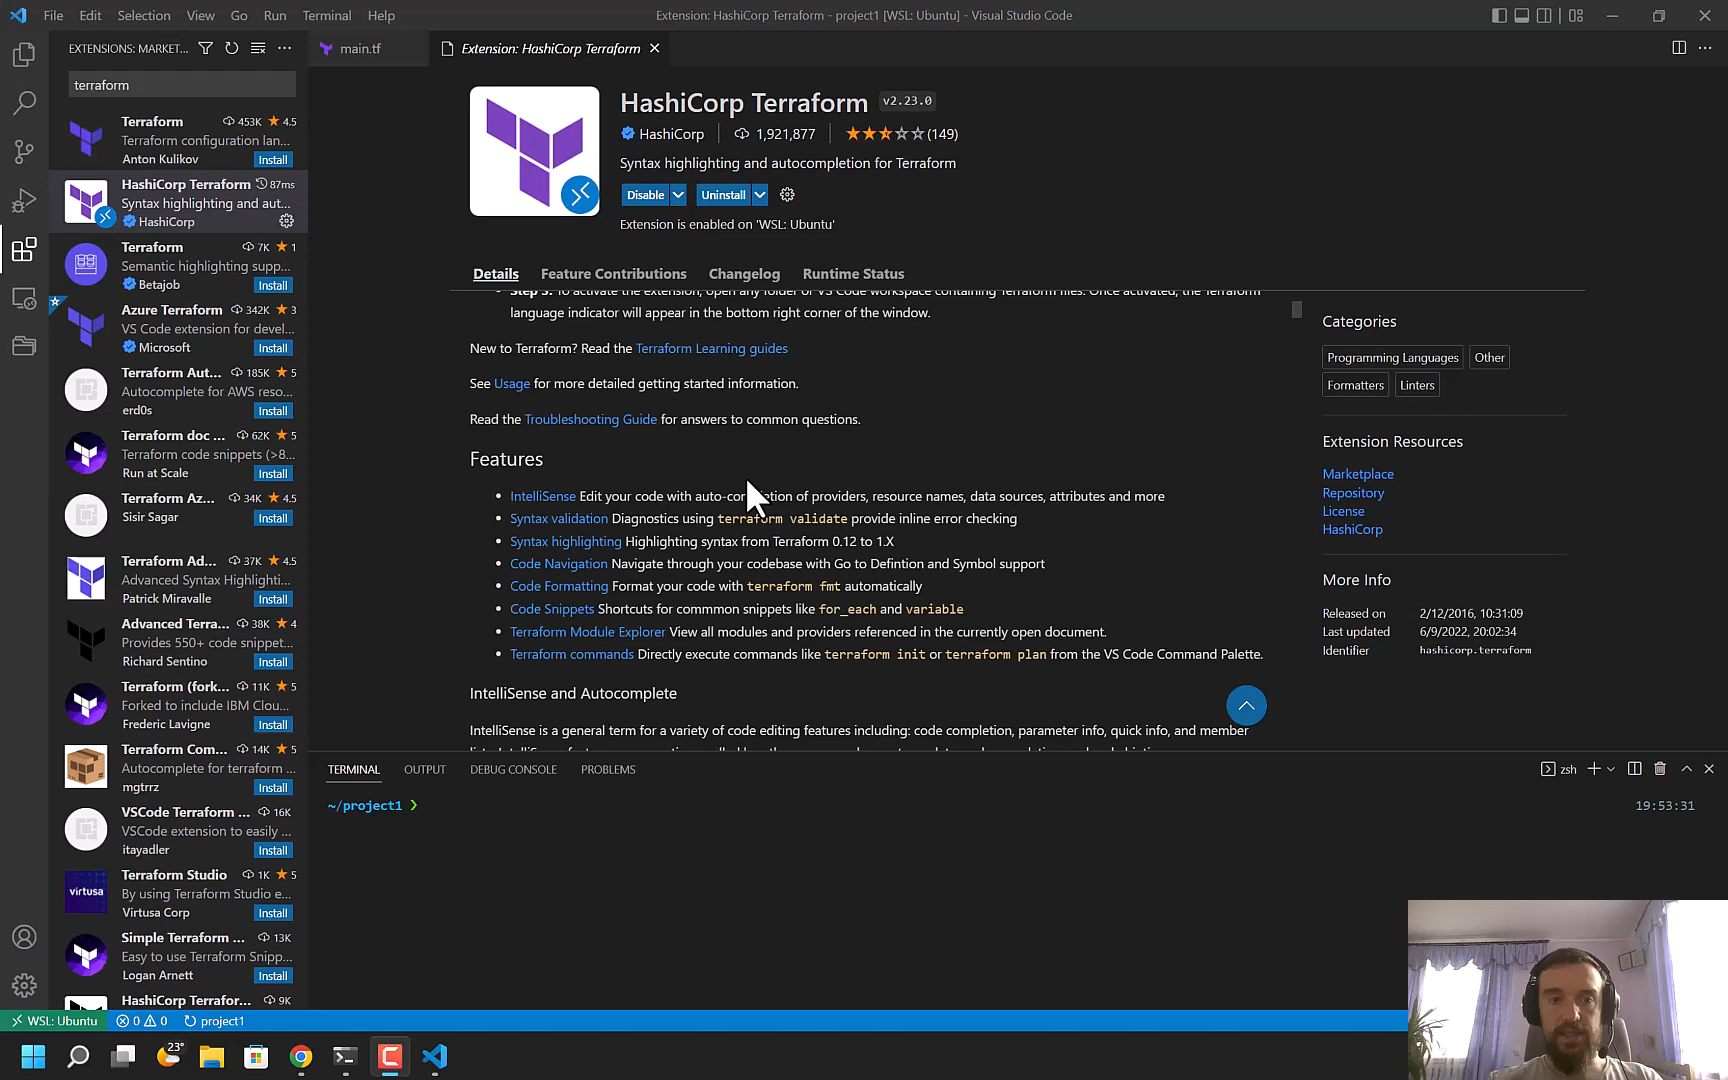 File Edit Selection View Go Run Terminal Help
Extension: HashiCorp Terraform - project1 [WSL: Ubuntu] - Visual Studio Code
EXTENSIONS: MARKET...
terraform
Terraform 453K 4.5
Terraform configuration lan...
Anton Kulikov Install
HashiCorp Terraform 87ms
Syntax highlighting and aut...
HashiCorp
Terraform 7K 1
Semantic highlighting supp...
Betajob Install
Azure Terraform 342K 3
VS Code extension for devel...
Microsoft Install
Terraform Aut... 185K 5
Autocomplete for AWS reso...
erd0s Install
Terraform doc ... 62K 5
Terraform code snippets (>8...
Run at Scale Install
Terraform Az... 34K 4.5
Sisir Sagar Install
Terraform Ad... 37K 4.5
Advanced Syntax Highlighti...
Patrick Miravalle Install
Advanced Terra... 38K 4
Provides 550+ code snippet...
Richard Sentino Install
Terraform (fork... 11K 5
Forked to include IBM Clou...
Frederic Lavigne Install
Terraform Com... 14K 5
Autocomplete for terraform ...
mgtrrz Install
VSCode Terraform ... 16K
VSCode extension to easily ...
itayadler Install
virtusa
Terraform Studio 1K 5
By using Terraform Studio e...
Virtusa Corp Install
Simple Terraform ... 13K
Easy to use Terraform Snipp...
Logan Arnett Install
HashiCorp Terrafor... 9K
main.tf
Extension: HashiCorp Terraform
HashiCorp Terraform v2.23.0
HashiCorp 1,921,877 (149)
Syntax highlighting and autocompletion for Terraform
Disable Uninstall
Extension is enabled on 'WSL: Ubuntu'
Details Feature Contributions Changelog Runtime Status
Step 3: To activate the extension, open any folder or VS Code workspace containing Terraform files. Once activated, the Terraform
language indicator will appear in the bottom right corner of the window.
New to Terraform? Read the Terraform Learning guides
See Usage for more detailed getting started information.
Read the Troubleshooting Guide for answers to common questions.
Features
IntelliSense Edit your code with auto-completion of providers, resource names, data sources, attributes and more
Syntax validation Diagnostics using terraform validate provide inline error checking
Syntax highlighting Highlighting syntax from Terraform 0.12 to 1.X
Code Navigation Navigate through your codebase with Go to Defintion and Symbol support
Code Formatting Format your code with terraform fmt automatically
Code Snippets Shortcuts for commmon snippets like for_each and variable
Terraform Module Explorer View all modules and providers referenced in the currently open document.
Terraform commands Directly execute commands like terraform init or terraform plan from the VS Code Command Palette.
IntelliSense and Autocomplete
IntelliSense is a general term for a variety of code editing features including: code completion, parameter info, quick info, and member
Categories
Programming Languages Other
Formatters Linters
Extension Resources
Marketplace
Repository
License
HashiCorp
More Info
Released on 2/12/2016, 10:31:09
Last updated 6/9/2022, 20:02:34
Identifier hashicorp.terraform
TERMINAL OUTPUT DEBUG CONSOLE PROBLEMS
zsh
~/project1 ❯ 19:53:31
WSL: Ubuntu 0 0 project1
23°